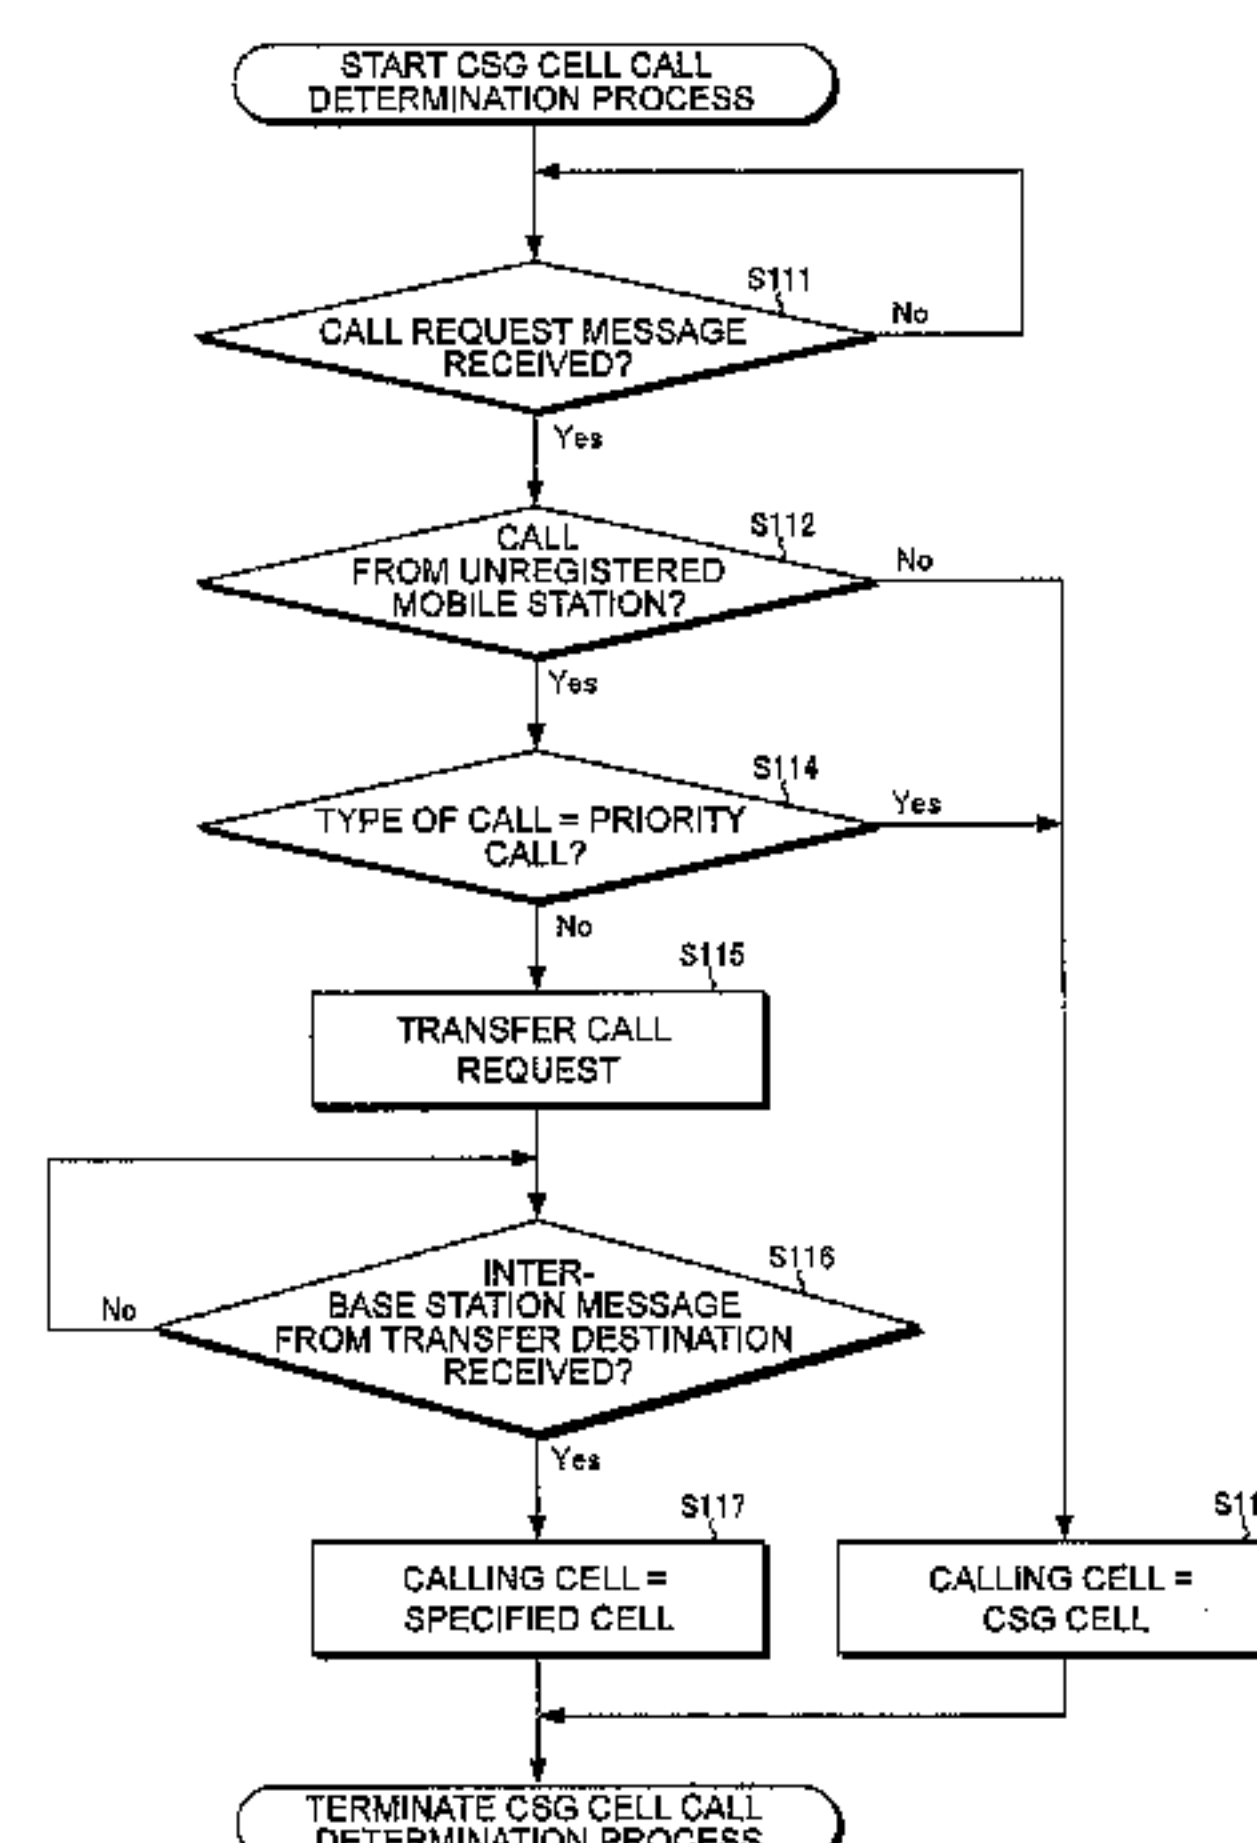 START CSG CELL CALL
DETERMINATION PROCESS
S111
No
CALL REQUEST MESSAGE
RECEIVED?
Yes
S112
No
CALL
FROM UNREGISTERED
MOBILE STATION?
Yes
S114
Yes
TYPE OF CALL = PRIORITY
CALL?
No
S115
TRANSFER CALL
REQUEST
S116
No
INTER-
BASE STATION MESSAGE
FROM TRANSFER DESTINATION
RECEIVED?
Yes
S117
CALLING CELL =
SPECIFIED CELL
CALLING CELL =
CSG CELL
TERMINATE CSG CELL CALL
DETERMINATION PROCESS